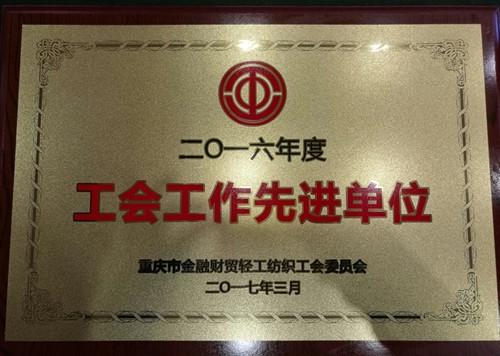 二〇一六年度
工会工作先进单位
重庆市金融财贸轻工纺织工会委员会
二〇一七年三月